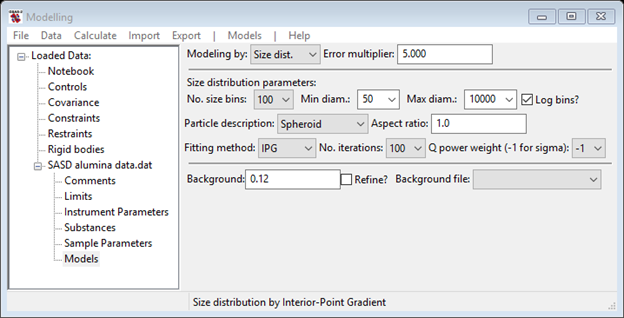 Modelling
File Data Calculate Import Export | Models | Help
Loaded Data:
Notebook
Controls
Covariance
Constraints
Restraints
Rigid bodies
SASD alumina data.dat
Comments
Limits
Instrument Parameters
Substances
Sample Parameters
Models
Modeling by: Size dist. Error multiplier: 5.000
Size distribution parameters:
No. size bins: 100 Min diam.: 50 Max diam.: 10000 Log bins?
Particle description: Spheroid Aspect ratio: 1.0
Fitting method: IPG No. iterations: 100 Q power weight (-1 for sigma): -1
Background: 0.12 Refine? Background file:
Size distribution by Interior-Point Gradient